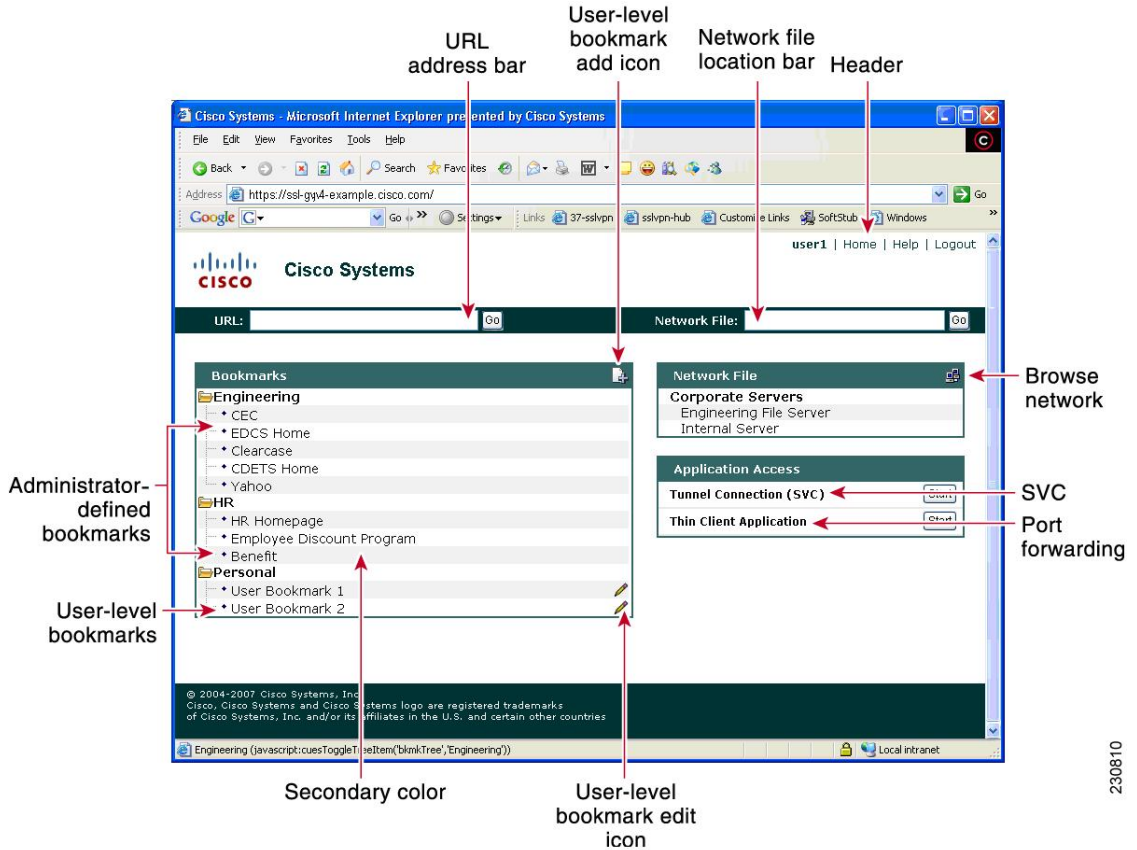 User-level
bookmark
add icon
URL
address bar
Network file
location bar
Header
Cisco Systems - Microsoft Internet Explorer presented by Cisco Systems
File Edit View Favorites Tools Help
Back Search Favorites
Address https://ssl-gw4-example.cisco.com/ Go
Google G Go Settings Links 37-sslvpn sslvpn-hub Customize Links SoftStub Windows »
user1 | Home | Help | Logout
CISCO
Cisco Systems
URL: Go Network File: Go
Bookmarks
Engineering
CEC
EDCS Home
Clearcase
CDETS Home
Yahoo
HR
HR Homepage
Employee Discount Program
Benefit
Personal
User Bookmark 1
User Bookmark 2
Network File
Corporate Servers
Engineering File Server
Internal Server
Application Access
Tunnel Connection (SVC) Start
Thin Client Application Start
Browse
network
SVC
Port
forwarding
Administrator-
defined
bookmarks
User-level
bookmarks
© 2004-2007 Cisco Systems, Inc
Cisco, Cisco Systems and Cisco Systems logo are registered trademarks
of Cisco Systems, Inc. and/or its affiliates in the U.S. and certain other countries
Engineering (javascript:cuesToggleTreeItem('bkmkTree','Engineering')) Local intranet
Secondary color
User-level
bookmark edit
icon
230810